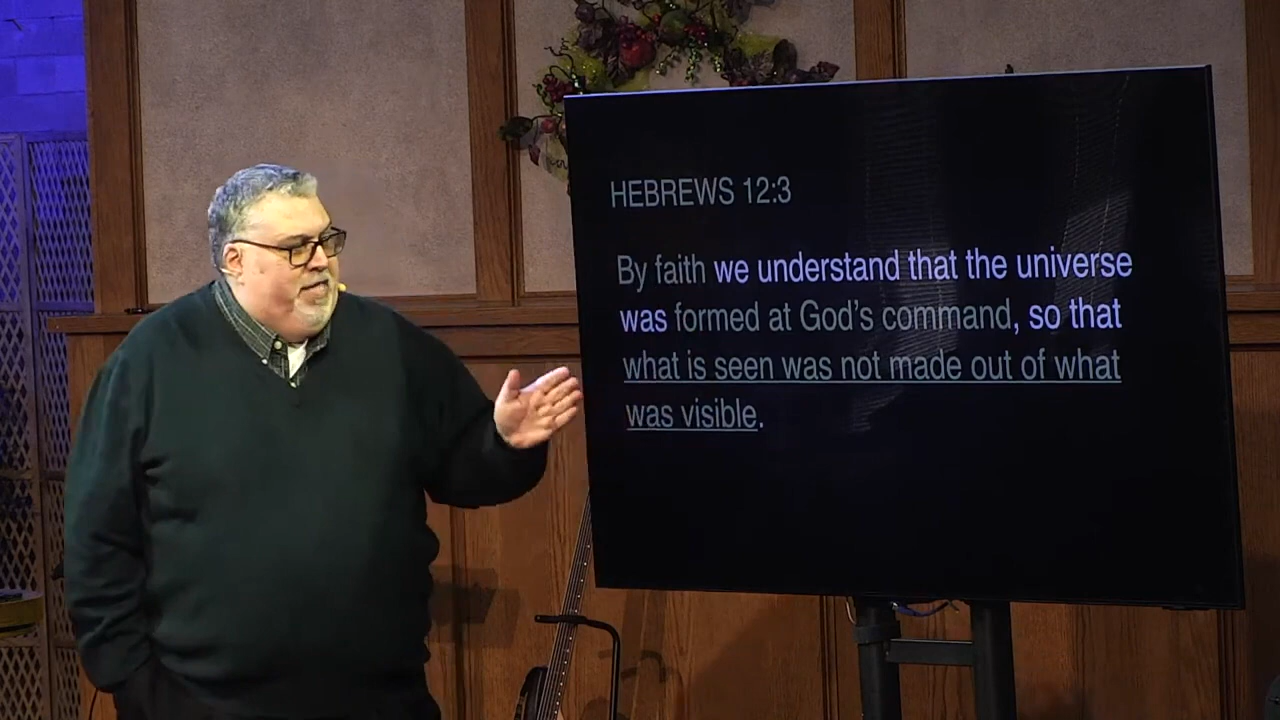 HEBREWS 12:3
By faith we understand that the universe
was formed at God’s command, so that
what is seen was not made out of what
was visible.